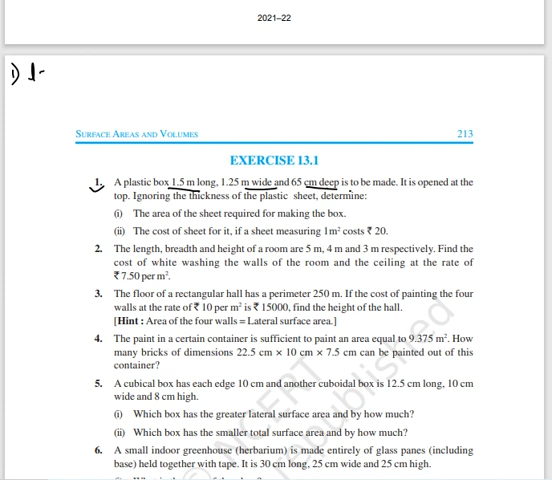 2021–22
1) 1-
SURFACE AREAS AND VOLUMES 213
EXERCISE 13.1
1. A plastic box 1.5 m long, 1.25 m wide and 65 cm deep is to be made. It is opened at the
top. Ignoring the thickness of the plastic sheet, determine:
(i) The area of the sheet required for making the box.
(ii) The cost of sheet for it, if a sheet measuring 1m² costs ₹ 20.
2. The length, breadth and height of a room are 5 m, 4 m and 3 m respectively. Find the
cost of white washing the walls of the room and the ceiling at the rate of
₹ 7.50 per m².
3. The floor of a rectangular hall has a perimeter 250 m. If the cost of painting the four
walls at the rate of ₹ 10 per m² is ₹ 15000, find the height of the hall.
[Hint : Area of the four walls = Lateral surface area.]
4. The paint in a certain container is sufficient to paint an area equal to 9.375 m². How
many bricks of dimensions 22.5 cm × 10 cm × 7.5 cm can be painted out of this
container?
5. A cubical box has each edge 10 cm and another cuboidal box is 12.5 cm long, 10 cm
wide and 8 cm high.
(i) Which box has the greater lateral surface area and by how much?
(ii) Which box has the smaller total surface area and by how much?
6. A small indoor greenhouse (herbarium) is made entirely of glass panes (including
base) held together with tape. It is 30 cm long, 25 cm wide and 25 cm high.
© NCERT
republished